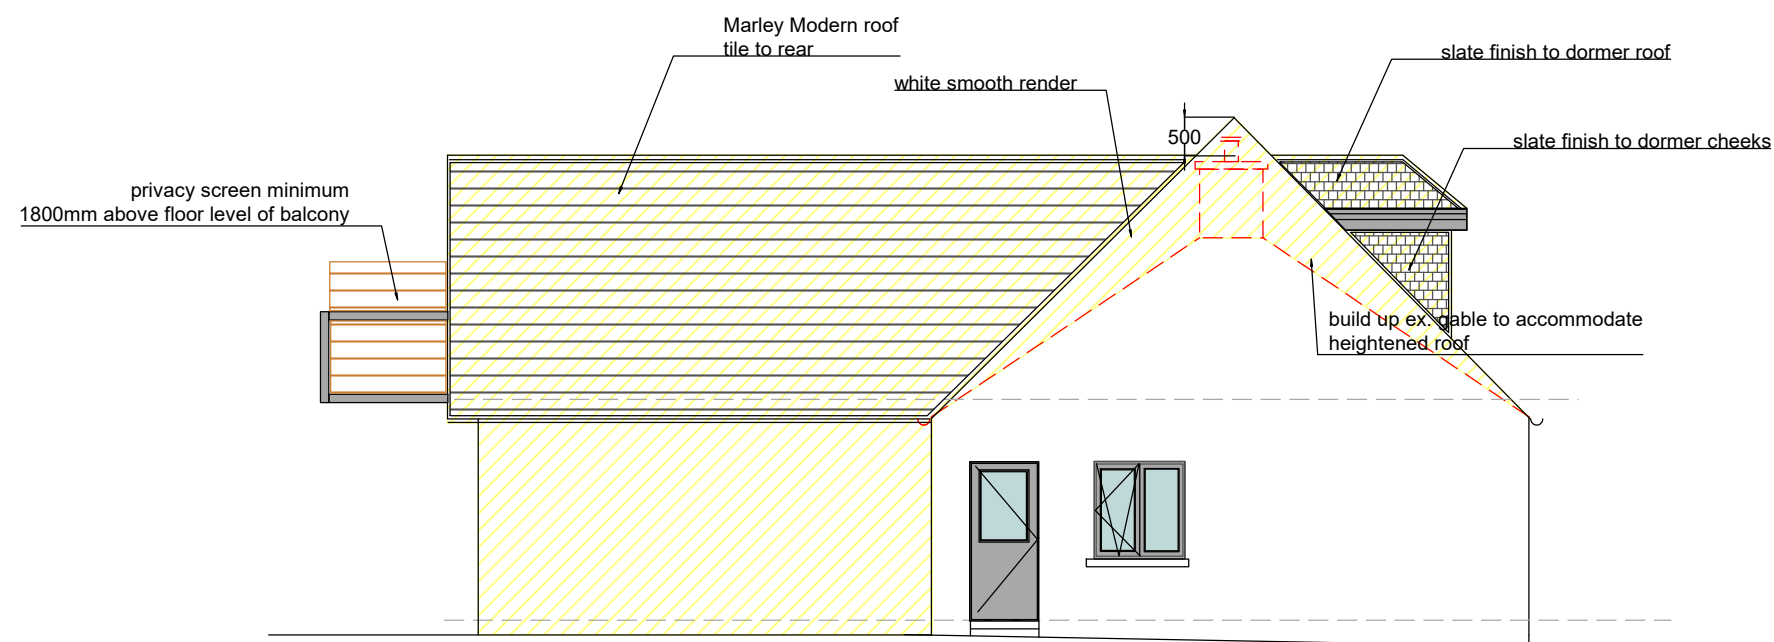 Marley Modern roof
tile to rear
white smooth render
slate finish to dormer roof
500
slate finish to dormer cheeks
privacy screen minimum
1800mm above floor level of balcony
build up ex. gable to accommodate
heightened roof